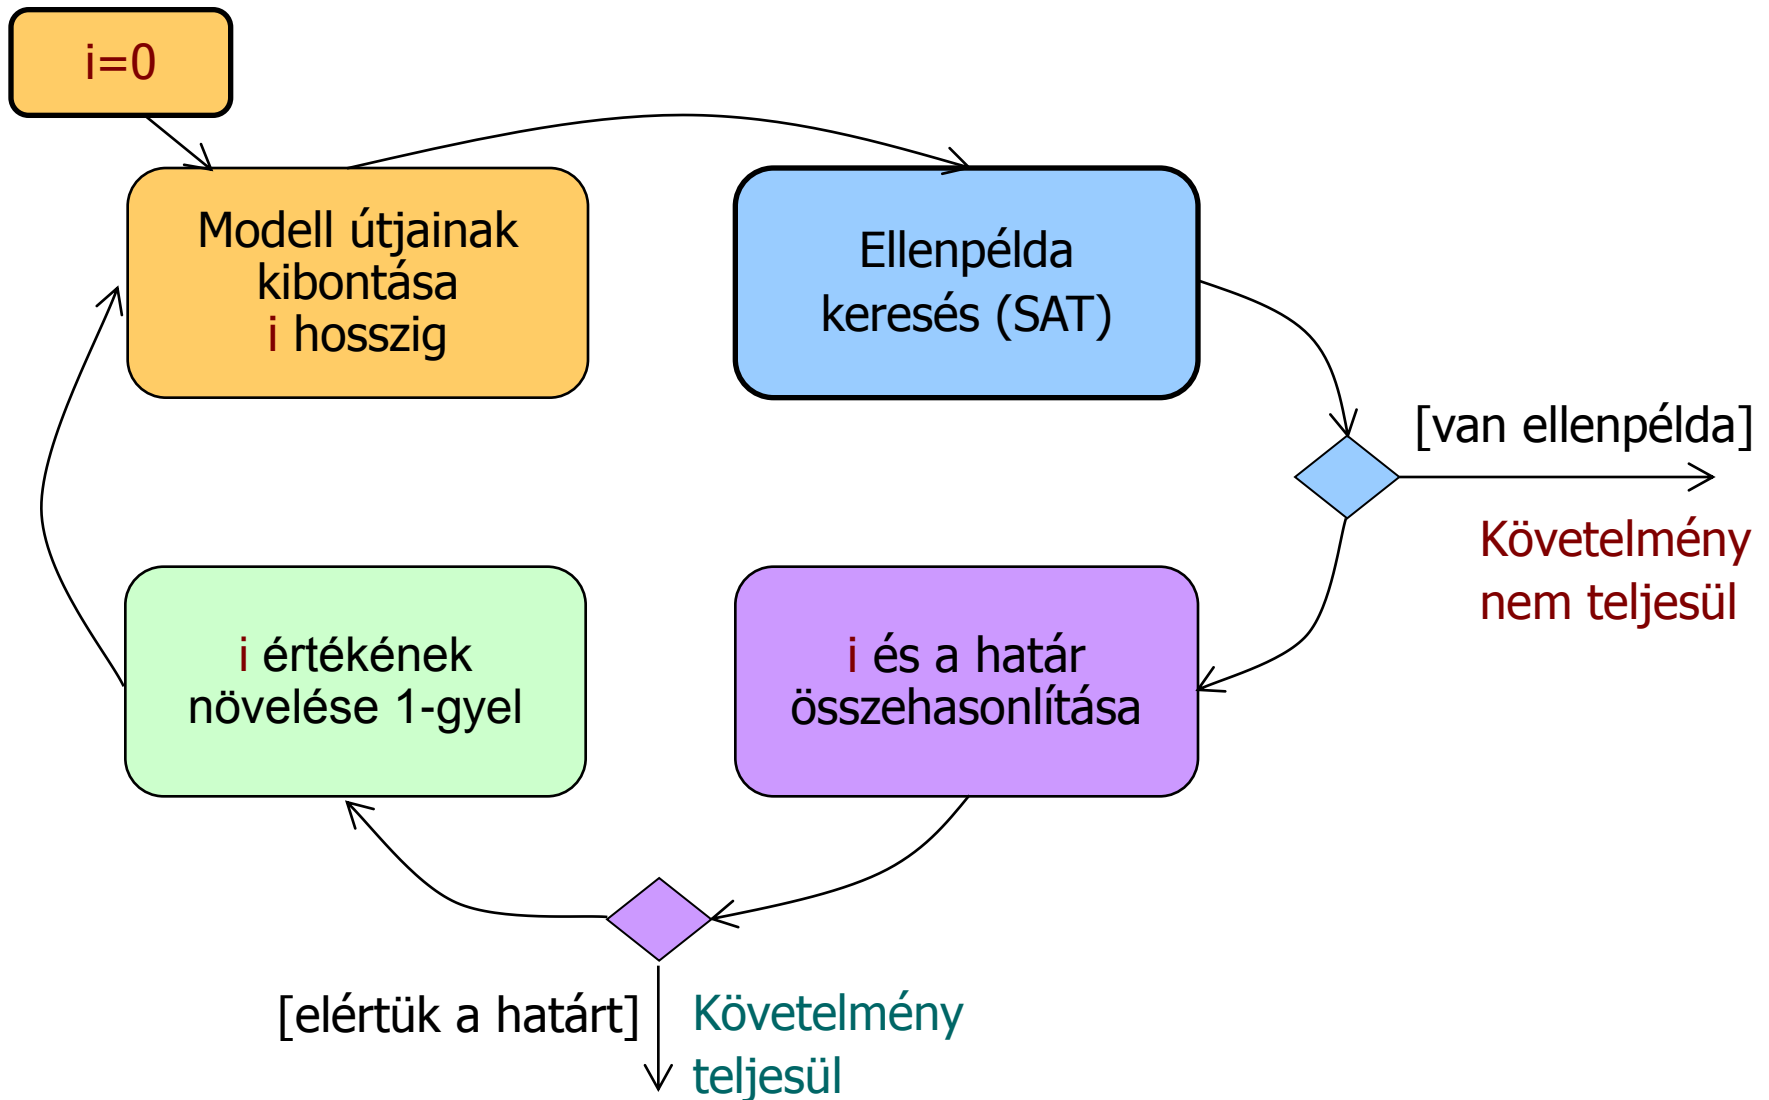 i=0
Modell útjainak
kibontása
i hosszig
Ellenpélda
keresés (SAT)
[van ellenpélda]
Követelmény
nem teljesül
i értékének
növelése 1-gyel
i és a határ
összehasonlítása
[elértük a határt]
Követelmény
teljesül